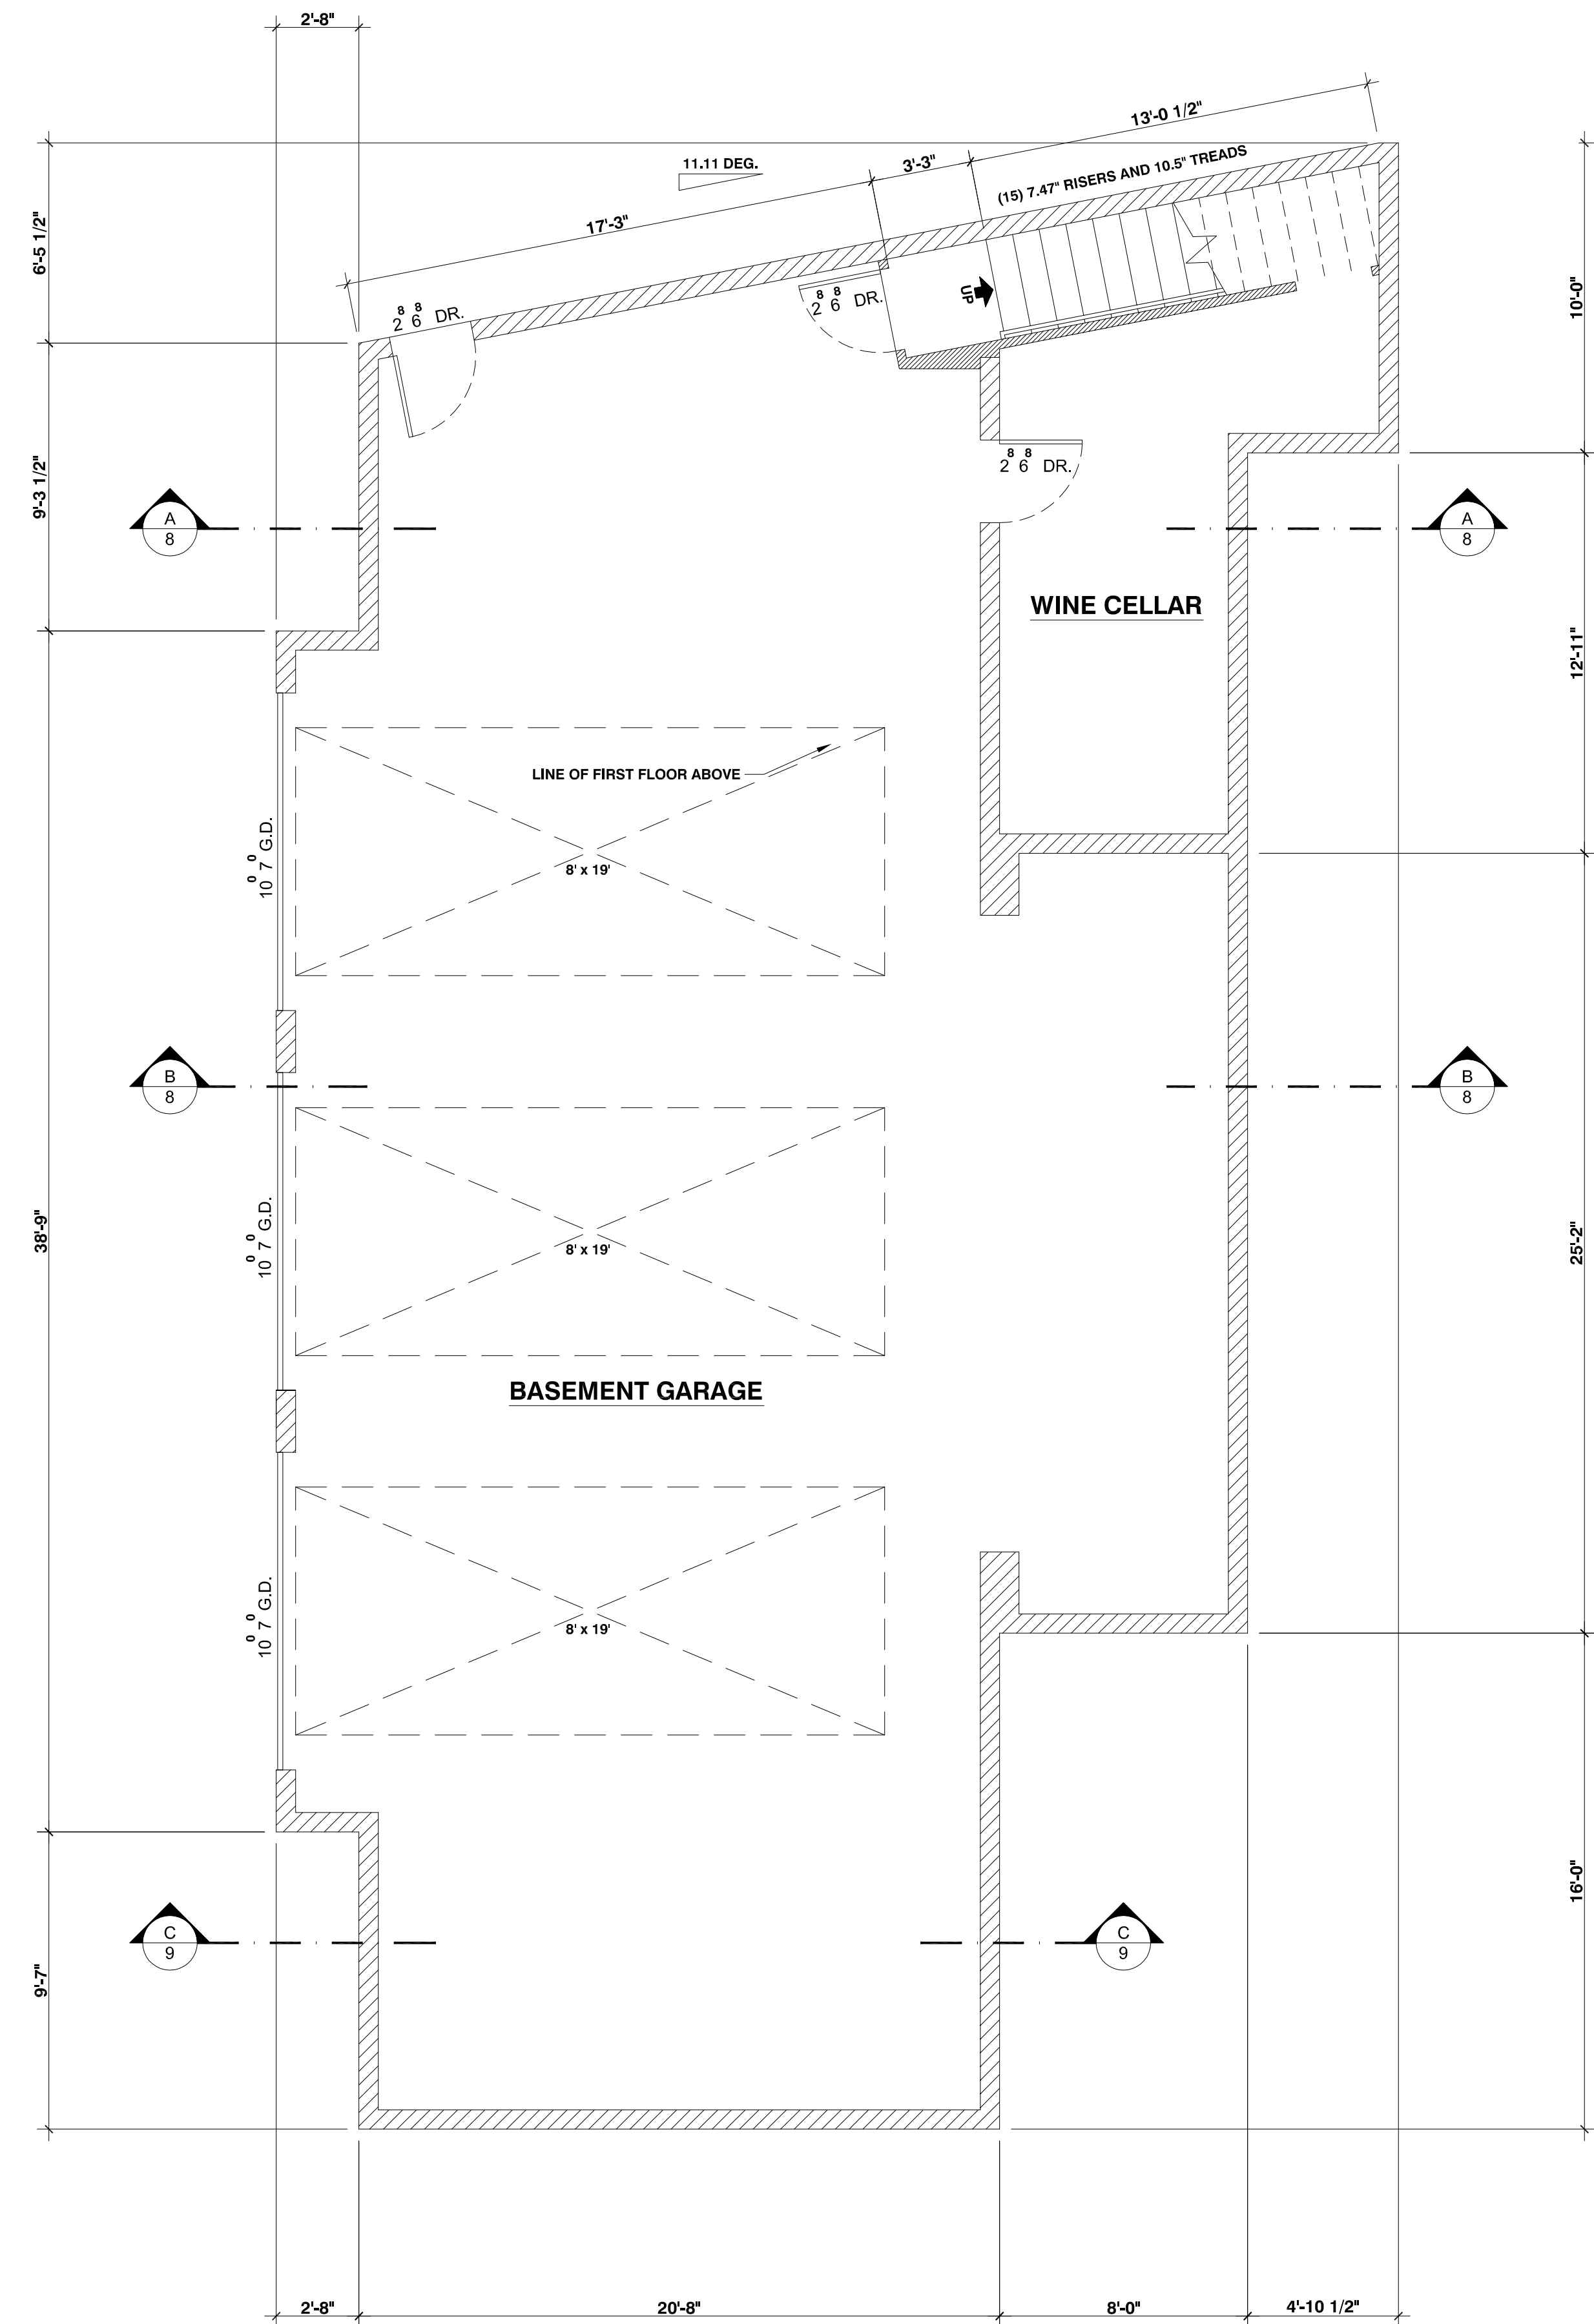 2'-8"
13'-0 1/2"
3'-3"
11.11 DEG.
(15) 7.47" RISERS AND 10.5" TREADS
17'-3"
6'-5 1/2"
10'-0"
UP
2 8 6 8 DR.
2 8 6 8 DR.
2 8 6 8 DR.
9'-3 1/2"
A
8
A
8
WINE CELLAR
12'-11"
LINE OF FIRST FLOOR ABOVE
10 0 7 0 G.D.
8' x 19'
B
8
B
8
38'-9"
10 0 7 0 G.D.
8' x 19'
25'-2"
BASEMENT GARAGE
10 0 7 0 G.D.
8' x 19'
C
9
C
9
16'-0"
9'-7"
2'-8"
20'-8"
8'-0"
4'-10 1/2"